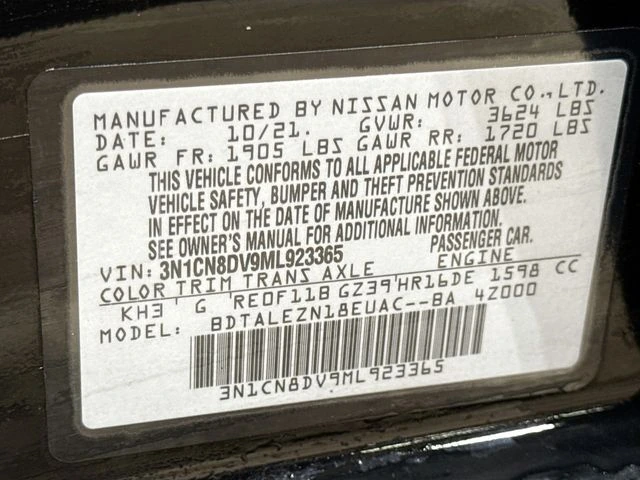 MANUFACTURED BY NISSAN MOTOR CO., LTD.
DATE: 10/21. GVWR: 3624 LBS
GAWR FR: 1905 LBS GAWR RR: 1720 LBS
THIS VEHICLE CONFORMS TO ALL APPLICABLE FEDERAL MOTOR
VEHICLE SAFETY, BUMPER AND THEFT PREVENTION STANDARDS
IN EFFECT ON THE DATE OF MANUFACTURE SHOWN ABOVE.
SEE OWNER'S MANUAL FOR ADDITIONAL INFORMATION.
VIN: 3N1CN8DV9ML923365 PASSENGER CAR.
COLOR TRIM TRANS AXLE ENGINE
KH3 ' G 'RE0F11B GZ39'HR16DE 1598 CC
MODEL: BDTALEZN18EUAC--BA 4Z000
3N1CN8DV9ML923365